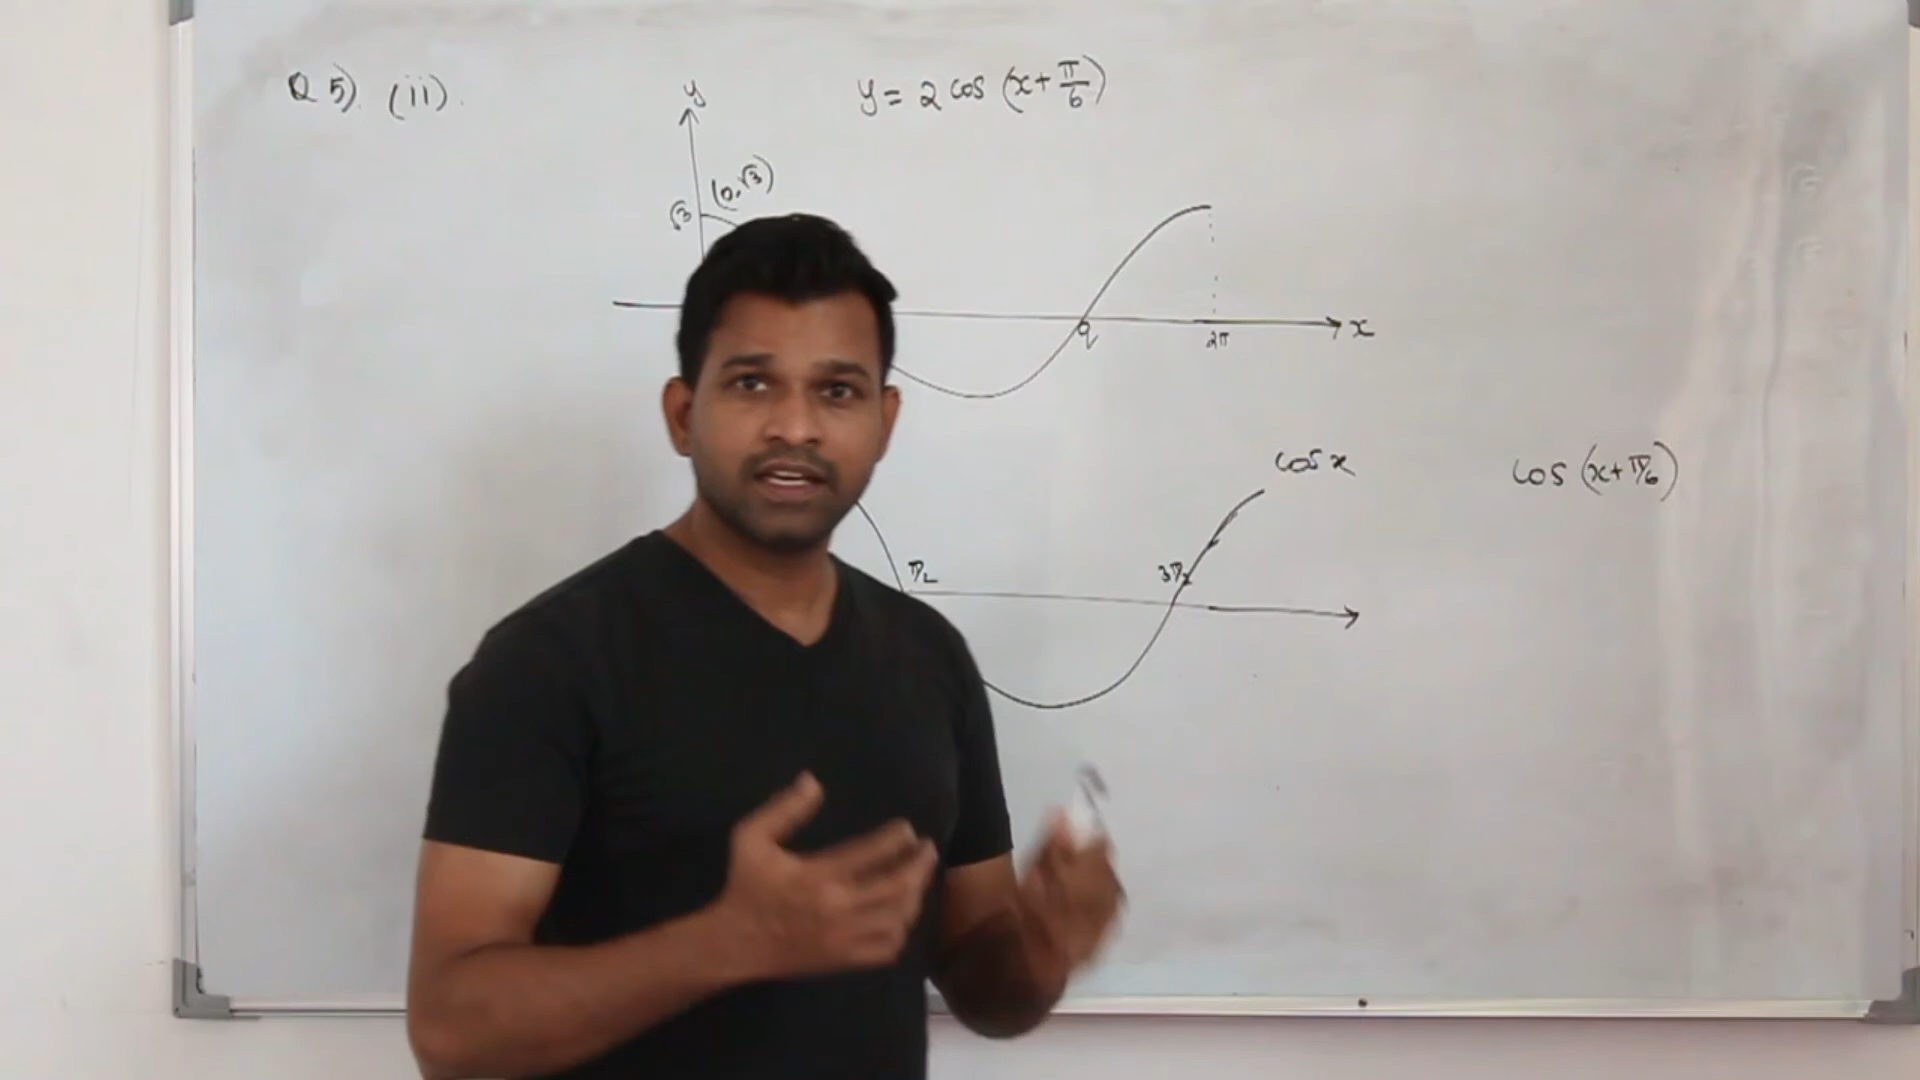 Q 5). (ii).
y = 2 cos (x + π/6)
y
(0, √3)
√3
x
q
2π
cos x
cos (x + π/6)
π/2
3π/2